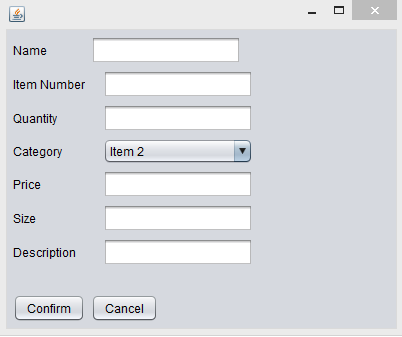 Name
Item Number
Quantity
Category Item 2
Price
Size
Description
Confirm Cancel